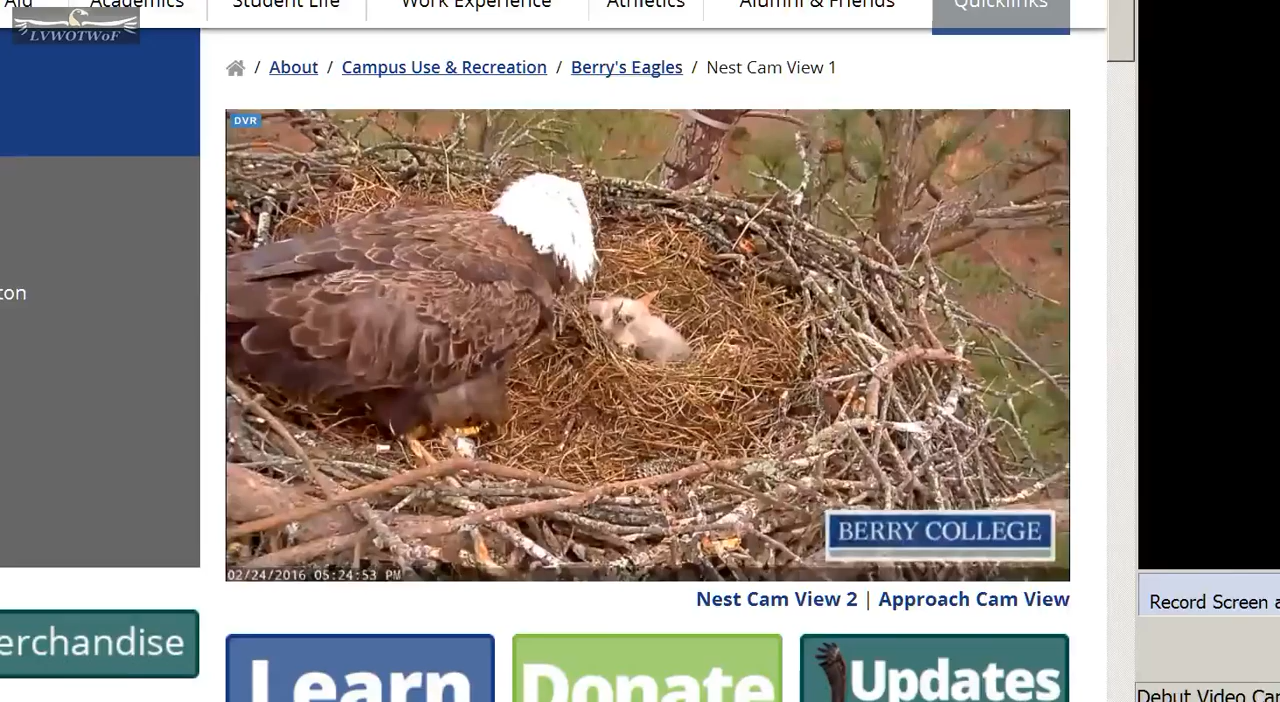 Aid Academics Student Life Work Experience Athletics Alumni & Friends Quicklinks
LVWOTWoF
/ About / Campus Use & Recreation / Berry's Eagles / Nest Cam View 1
DVR
ton
BERRY COLLEGE
02/24/2016 05:24:53 PM
Nest Cam View 2 | Approach Cam View
Record Screen a
erchandise
Learn Donate Updates
Debut Video Ca